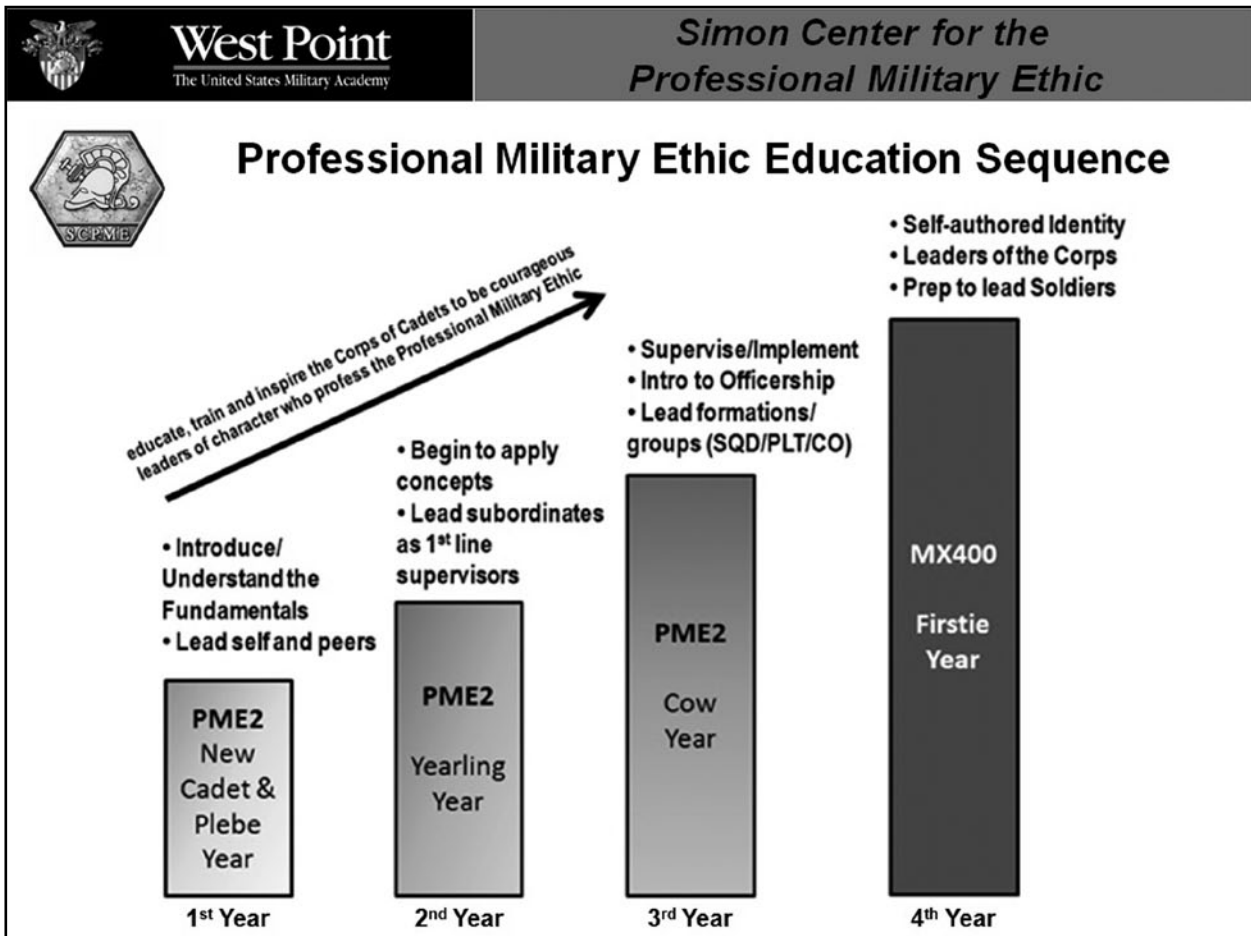 West Point
The United States Military Academy
Simon Center for the
Professional Military Ethic
SCPME
Professional Military Ethic Education Sequence
educate, train and inspire the Corps of Cadets to be courageous
leaders of character who profess the Professional Military Ethic
• Introduce/
Understand the
Fundamentals
• Lead self and peers
PME2
New
Cadet &
Plebe
Year
1st Year
• Begin to apply
concepts
• Lead subordinates
as 1st line
supervisors
PME2
Yearling
Year
2nd Year
• Supervise/Implement
• Intro to Officership
• Lead formations/
groups (SQD/PLT/CO)
PME2
Cow
Year
3rd Year
• Self-authored Identity
• Leaders of the Corps
• Prep to lead Soldiers
MX400
Firstie
Year
4th Year